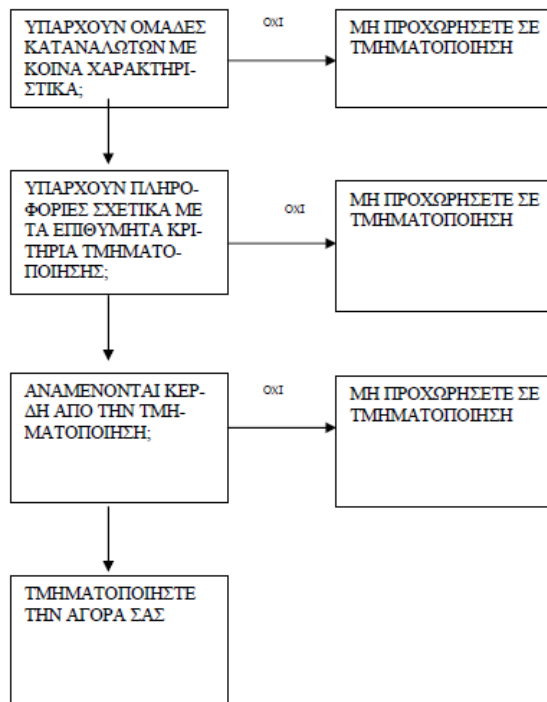 ΥΠΑΡΧΟΥΝ ΟΜΑΔΕΣ
ΚΑΤΑΝΑΛΩΤΩΝ ΜΕ
ΚΟΙΝΑ ΧΑΡΑΚΤΗΡΙ-
ΣΤΙΚΑ;
ΟΧΙ
ΜΗ ΠΡΟΧΩΡΗΣΕΤΕ ΣΕ
ΤΜΗΜΑΤΟΠΟΙΗΣΗ
ΥΠΑΡΧΟΥΝ ΠΛΗΡΟ-
ΦΟΡΙΕΣ ΣΧΕΤΙΚΑ ΜΕ
ΤΑ ΕΠΙΘΥΜΗΤΑ ΚΡΙ-
ΤΗΡΙΑ ΤΜΗΜΑΤΟ-
ΠΟΙΗΣΗΣ;
ΟΧΙ
ΜΗ ΠΡΟΧΩΡΗΣΕΤΕ ΣΕ
ΤΜΗΜΑΤΟΠΟΙΗΣΗ
ΑΝΑΜΕΝΟΝΤΑΙ ΚΕΡ-
ΔΗ ΑΠΟ ΤΗΝ ΤΜΗ-
ΜΑΤΟΠΟΙΗΣΗ;
ΟΧΙ
ΜΗ ΠΡΟΧΩΡΗΣΕΤΕ ΣΕ
ΤΜΗΜΑΤΟΠΟΙΗΣΗ
ΤΜΗΜΑΤΟΠΟΙΗΣΤΕ
ΤΗΝ ΑΓΟΡΑ ΣΑΣ